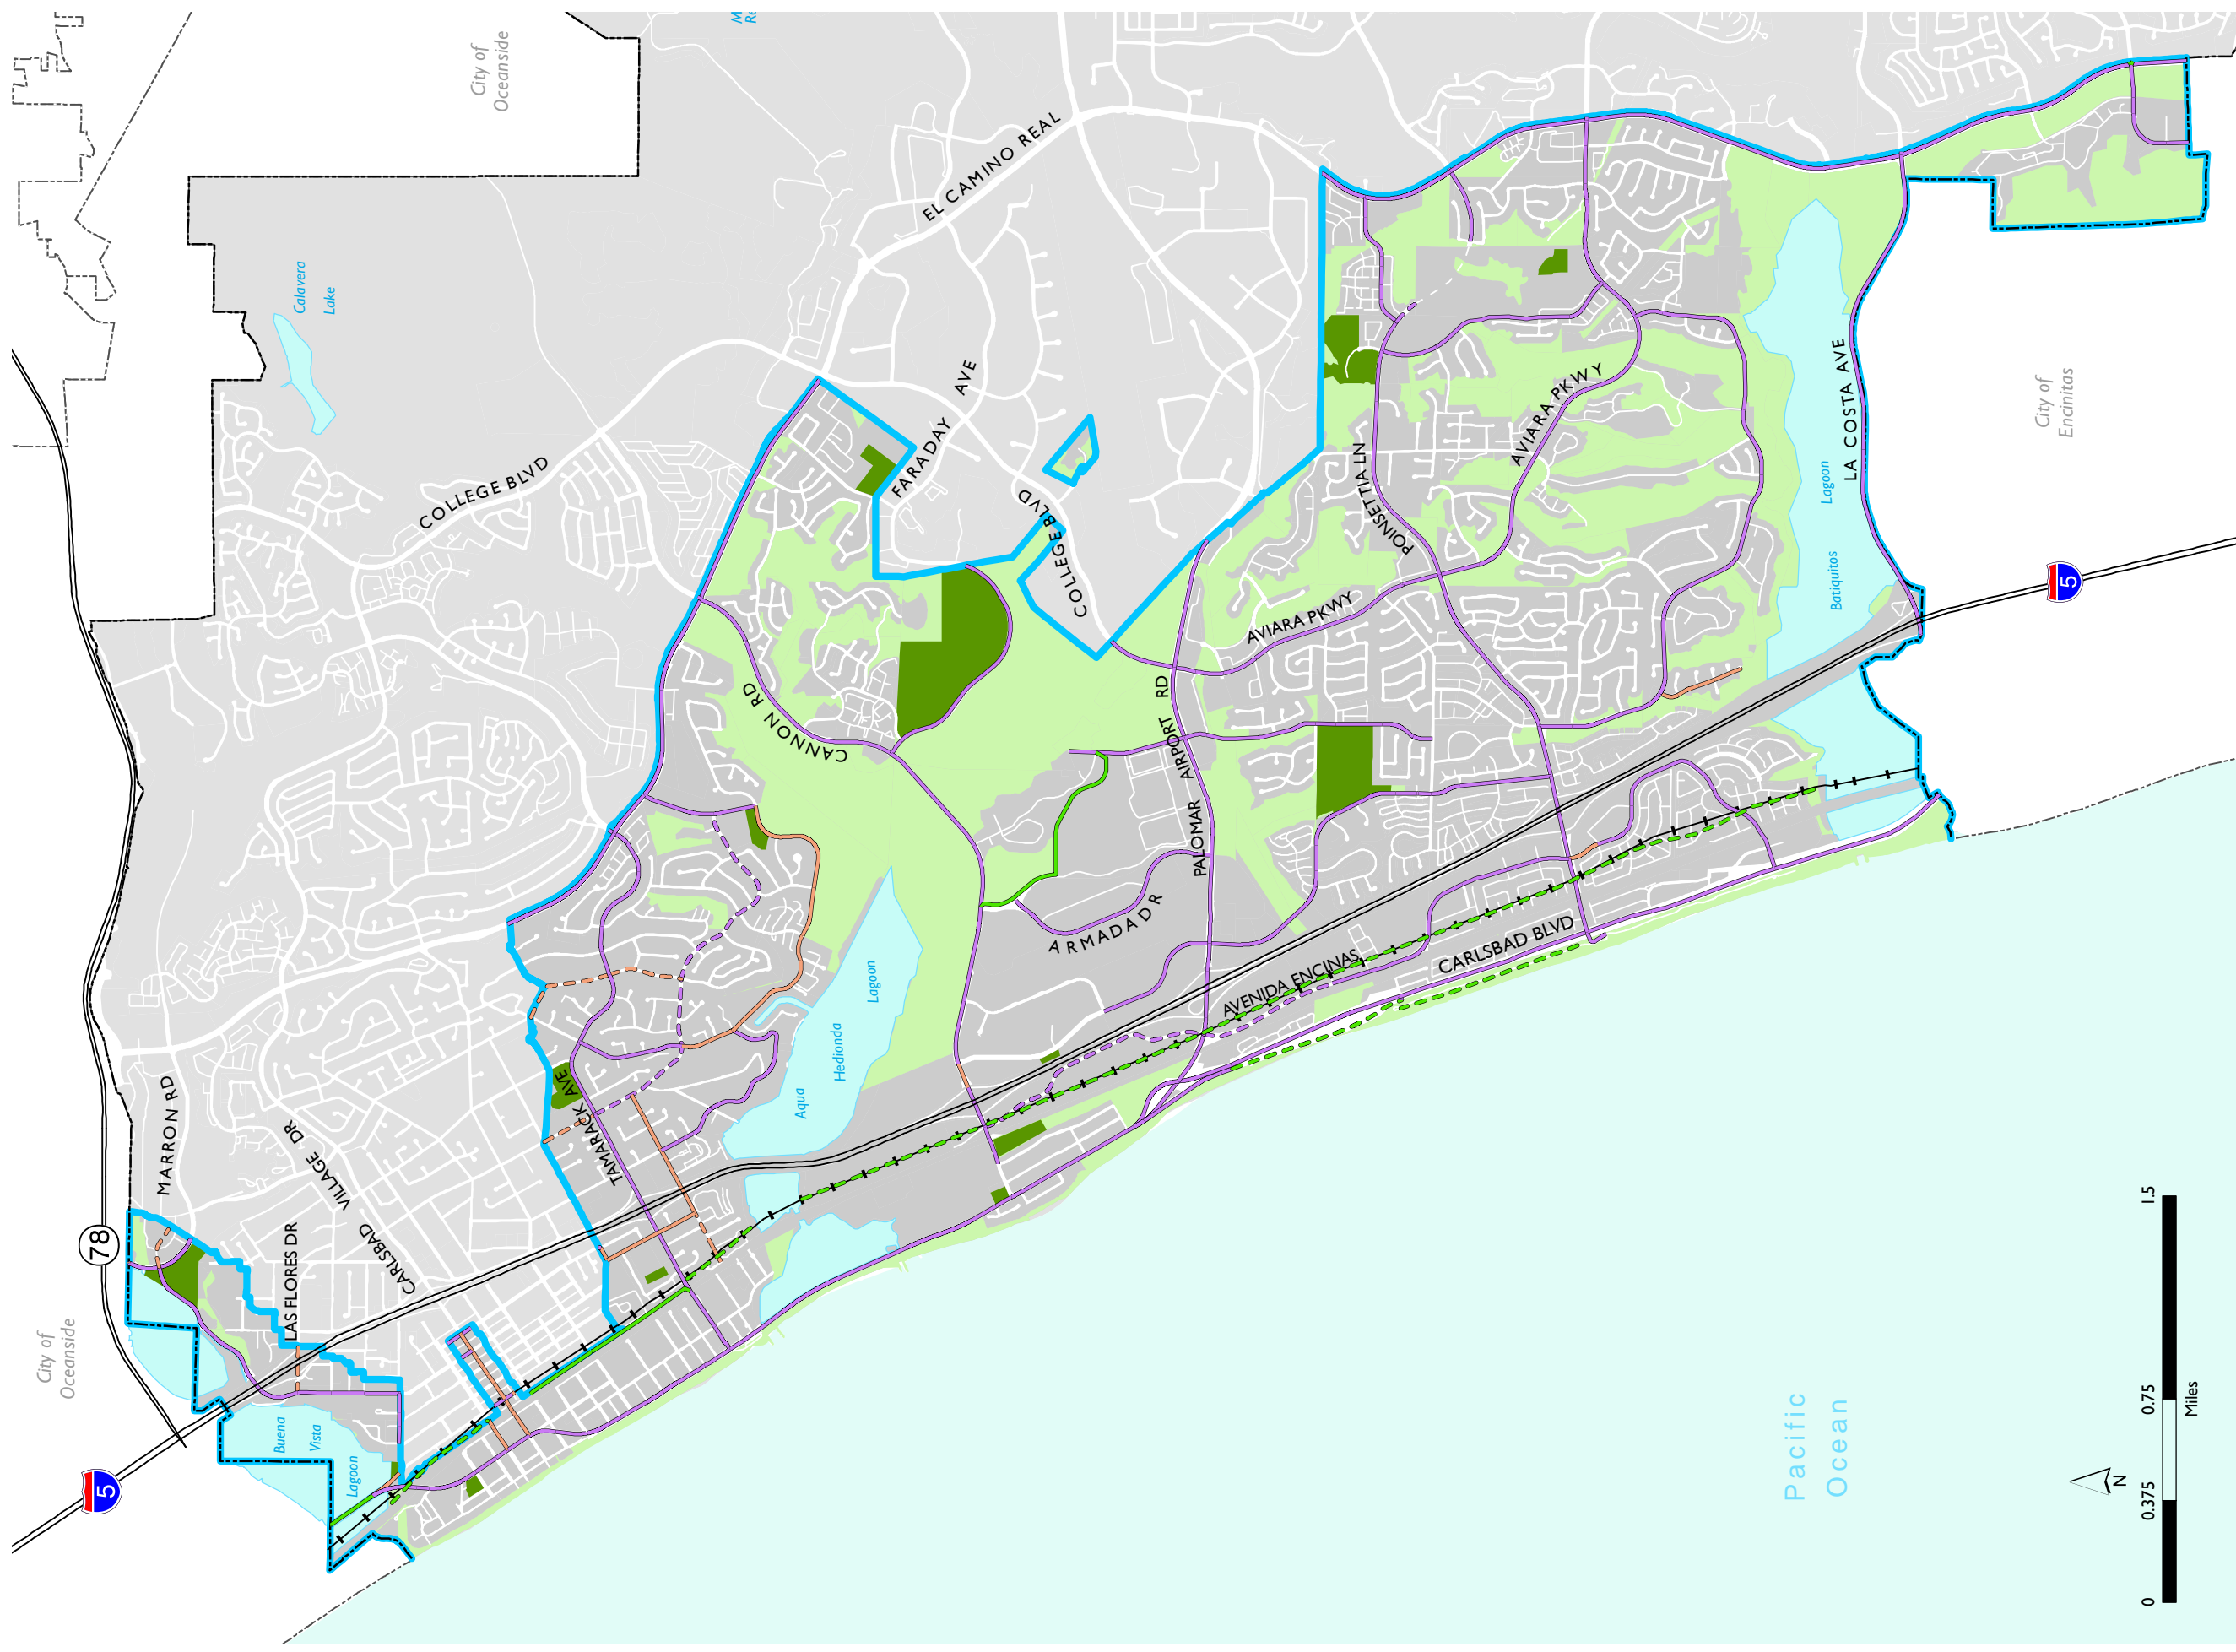 City of
Oceanside
M
Re
Calavera
Lake
EL CAMINO REAL
COLLEGE BLVD
FARADAY AVE
COLLEGE BLVD
CANNON RD
POINSETTIA LN
AVIARA PKWY
AVIARA PKWY
LA COSTA AVE
City of
Encinitas
Batiquitos Lagoon
5
PALOMAR AIRPORT RD
ARMADA DR
AVENIDA ENCINAS
CARLSBAD BLVD
Aqua
Hedionda
Lagoon
TAMARACK AVE
MARRON RD
CARLSBAD VILLAGE DR
LAS FLORES DR
78
City of
Oceanside
Buena
Vista
Lagoon
5
Pacific
Ocean
N
0 0.375 0.75 1.5
Miles